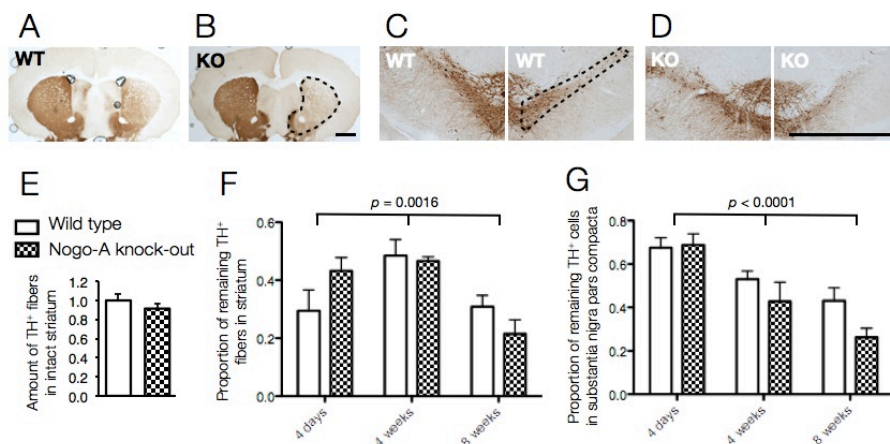 A
B
C
D
WT
KO
WT
WT
KO
KO
E
Wild type
Nogo-A knock-out
Amount of TH+ fibers
in intact striatum
1.2
1.0
0.8
0.6
0.4
0.2
0.0
F
p = 0.0016
Proportion of remaining TH+
fibers in striatum
0.6
0.4
0.2
0.0
4 days
4 weeks
8 weeks
G
p < 0.0001
Proportion of remaining TH+ cells
in substantia nigra pars compacta
0.8
0.6
0.4
0.2
0.0
4 days
4 weeks
8 weeks